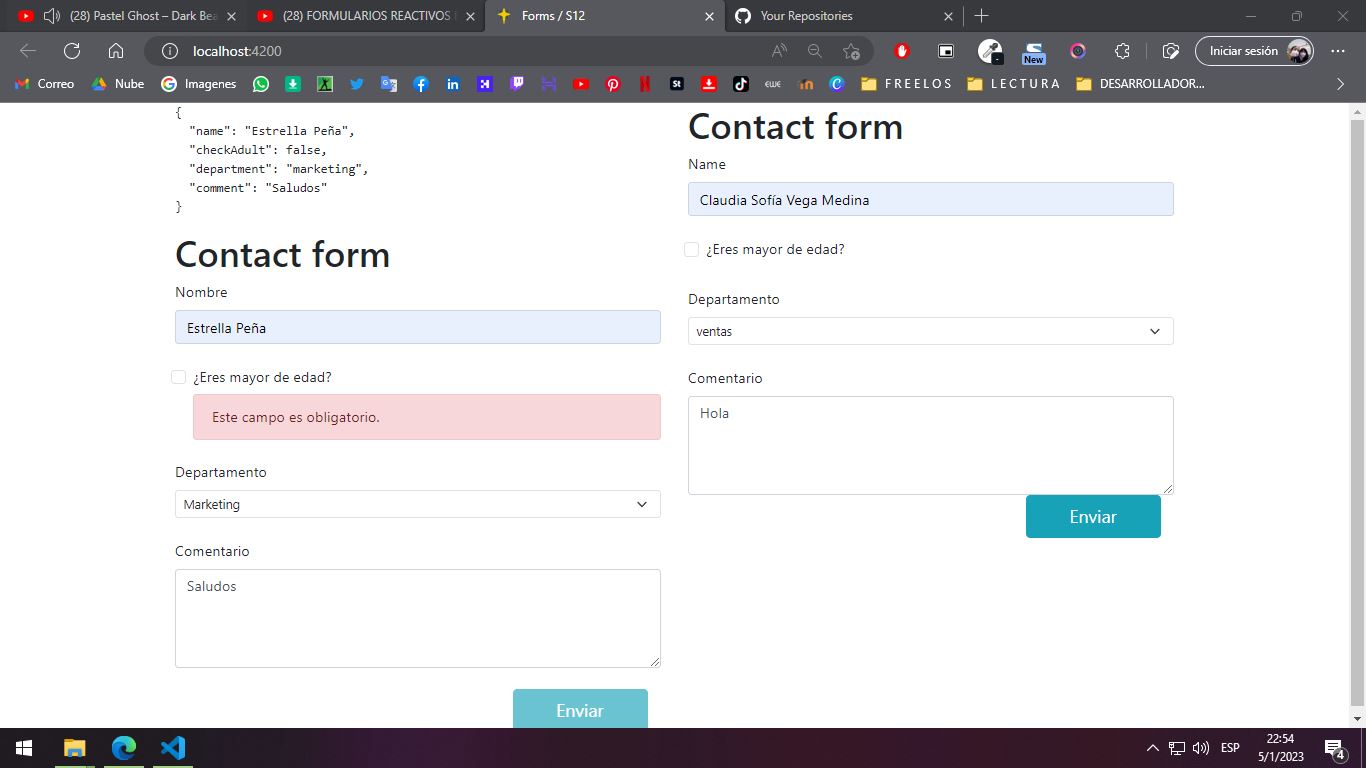 (28) Pastel Ghost – Dark Bea
(28) FORMULARIOS REACTIVOS
Forms / S12
Your Repositories
localhost:4200
Iniciar sesión
New
Correo
Nube
Imagenes
F R E E L O S
L E C T U R A
DESARROLLADOR...
{
"name": "Estrella Peña",
"checkAdult": false,
"department": "marketing",
"comment": "Saludos"
}
Contact form
Nombre
Estrella Peña
¿Eres mayor de edad?
Este campo es obligatorio.
Departamento
Marketing
Comentario
Saludos
Enviar
Contact form
Name
Claudia Sofía Vega Medina
¿Eres mayor de edad?
Departamento
ventas
Comentario
Hola
Enviar
ESP
22:54
5/1/2023
4